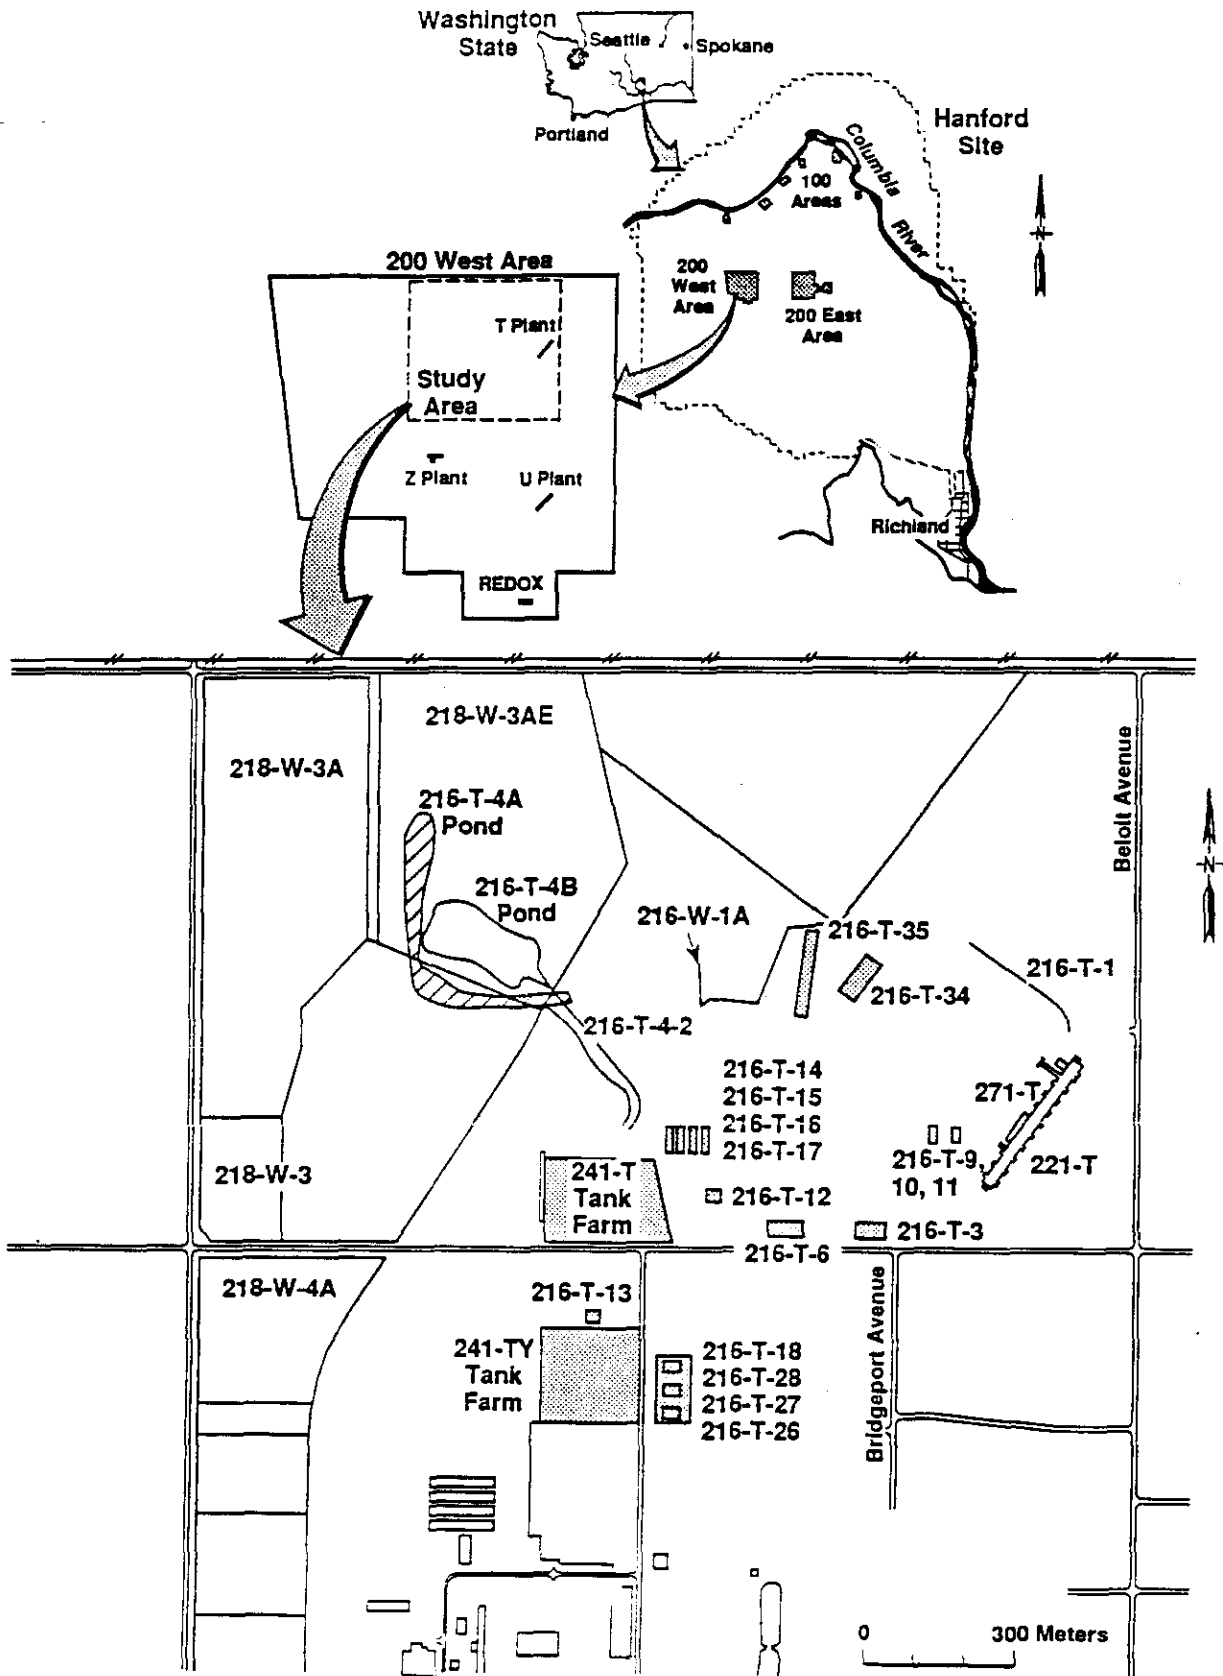 Washington
State
Seattle
Spokane
Portland
Hanford
Site
Columbia
River
100
Areas
N
200
West
Area
200 East
Area
Richland
200 West Area
T Plant
Study
Area
Z Plant
U Plant
REDOX
218-W-3AE
218-W-3A
216-T-4A
Pond
216-T-4B
Pond
216-W-1A
216-T-35
216-T-34
216-T-1
Beloit Avenue
N
216-T-4-2
216-T-14
216-T-15
216-T-16
216-T-17
271-T
221-T
216-T-9,
10, 11
218-W-3
241-T
Tank
Farm
216-T-12
216-T-3
216-T-6
218-W-4A
216-T-13
241-TY
Tank
Farm
216-T-18
216-T-28
216-T-27
216-T-26
Bridgeport Avenue
0 300 Meters